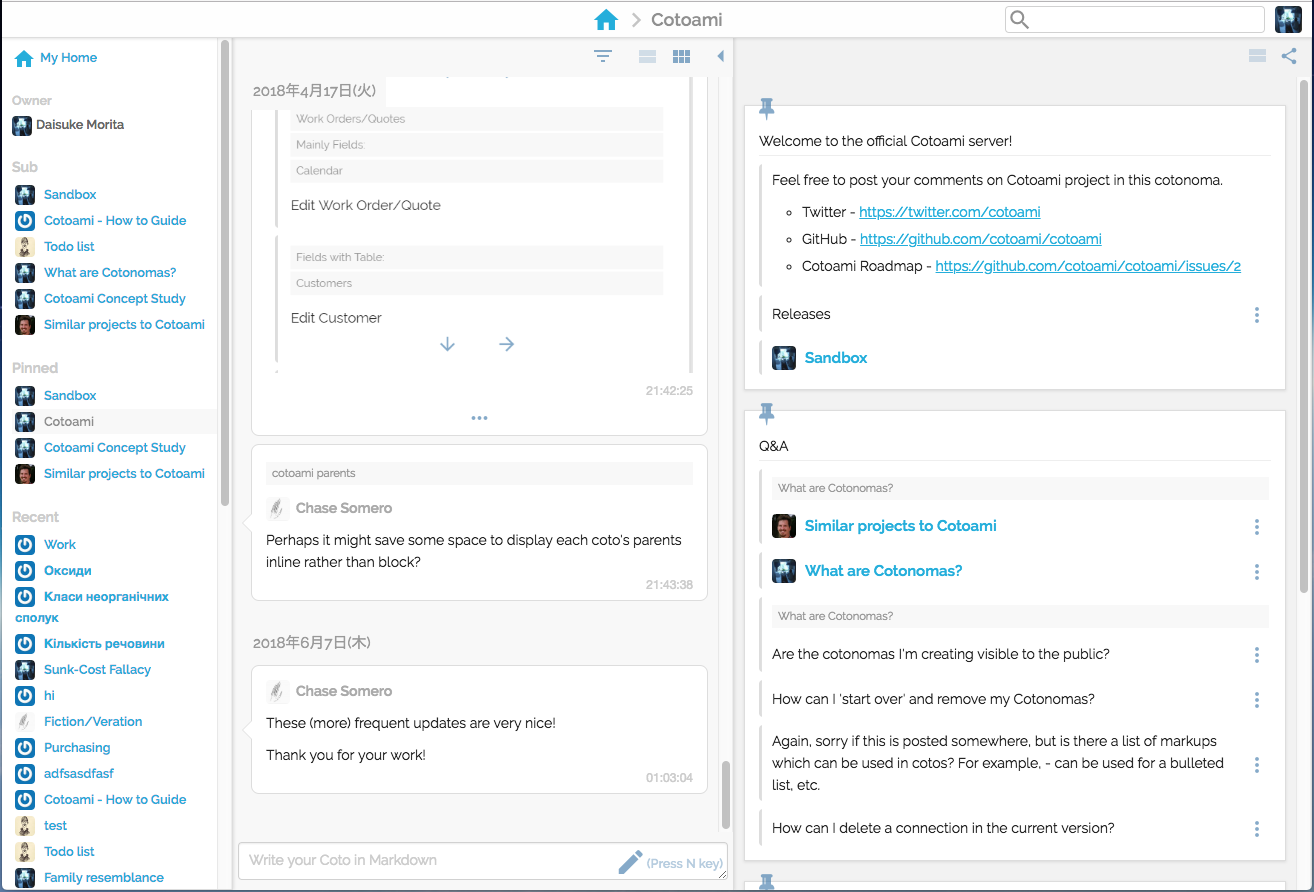 Cotoami
My Home
Owner
Daisuke Morita
Sub
Sandbox
Cotoami - How to Guide
Todo list
What are Cotonomas?
Cotoami Concept Study
Similar projects to Cotoami
Pinned
Sandbox
Cotoami
Cotoami Concept Study
Similar projects to Cotoami
Recent
Work
Оксиди
Класи неорганічних
сполук
Кількість речовини
Sunk-Cost Fallacy
hi
Fiction/Veration
Purchasing
adfsasdfasf
Cotoami - How to Guide
test
Todo list
Family resemblance
2018年4月17日(火)
Work Orders/Quotes
Mainly Fields:
Calendar
Edit Work Order/Quote
Fields with Table:
Customers
Edit Customer
21:42:25
cotoami parents
Chase Somero
Perhaps it might save some space to display each coto's parents
inline rather than block?
21:43:38
2018年6月7日(木)
Chase Somero
These (more) frequent updates are very nice!
Thank you for your work!
01:03:04
Write your Coto in Markdown
(Press N key)
Welcome to the official Cotoami server!
Feel free to post your comments on Cotoami project in this cotonoma.
Twitter - https://twitter.com/cotoami
GitHub - https://github.com/cotoami/cotoami
Cotoami Roadmap - https://github.com/cotoami/cotoami/issues/2
Releases
Sandbox
Q&A
What are Cotonomas?
Similar projects to Cotoami
What are Cotonomas?
What are Cotonomas?
Are the cotonomas I'm creating visible to the public?
How can I 'start over' and remove my Cotonomas?
Again, sorry if this is posted somewhere, but is there a list of markups
which can be used in cotos? For example, - can be used for a bulleted
list, etc.
How can I delete a connection in the current version?